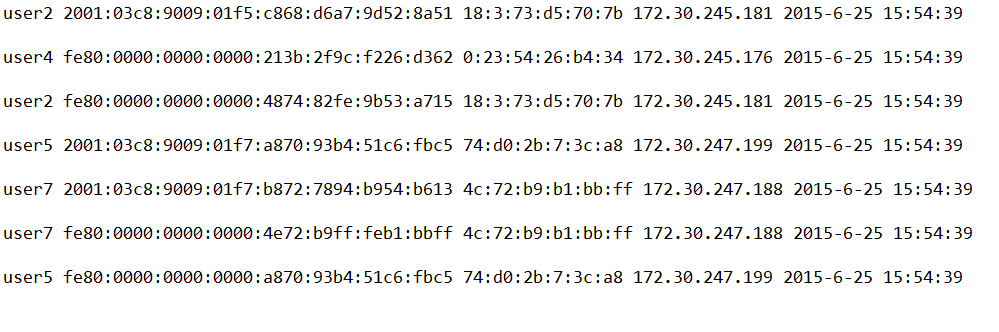 user2 2001:03c8:9009:01f5:c868:d6a7:9d52:8a51 18:3:73:d5:70:7b 172.30.245.181 2015-6-25 15:54:39
user4 fe80:0000:0000:0000:213b:2f9c:f226:d362 0:23:54:26:b4:34 172.30.245.176 2015-6-25 15:54:39
user2 fe80:0000:0000:0000:4874:82fe:9b53:a715 18:3:73:d5:70:7b 172.30.245.181 2015-6-25 15:54:39
user5 2001:03c8:9009:01f7:a870:93b4:51c6:fbc5 74:d0:2b:7:3c:a8 172.30.247.199 2015-6-25 15:54:39
user7 2001:03c8:9009:01f7:b872:7894:b954:b613 4c:72:b9:b1:bb:ff 172.30.247.188 2015-6-25 15:54:39
user7 fe80:0000:0000:0000:4e72:b9ff:feb1:bbff 4c:72:b9:b1:bb:ff 172.30.247.188 2015-6-25 15:54:39
user5 fe80:0000:0000:0000:a870:93b4:51c6:fbc5 74:d0:2b:7:3c:a8 172.30.247.199 2015-6-25 15:54:39